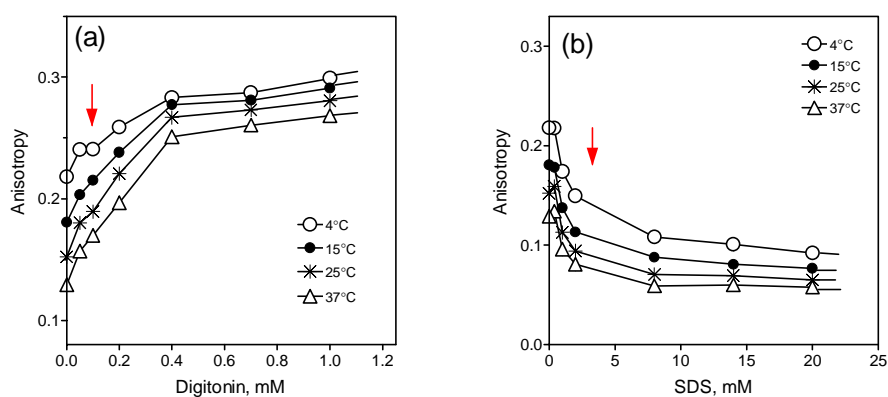 (a)
0.3
0.2
0.1
Anisotropy
4°C
15°C
25°C
37°C
0.0 0.2 0.4 0.6 0.8 1.0 1.2
Digitonin, mM
(b)
0.3
0.2
0.1
0.0
Anisotropy
4°C
15°C
25°C
37°C
0 5 10 15 20 25
SDS, mM